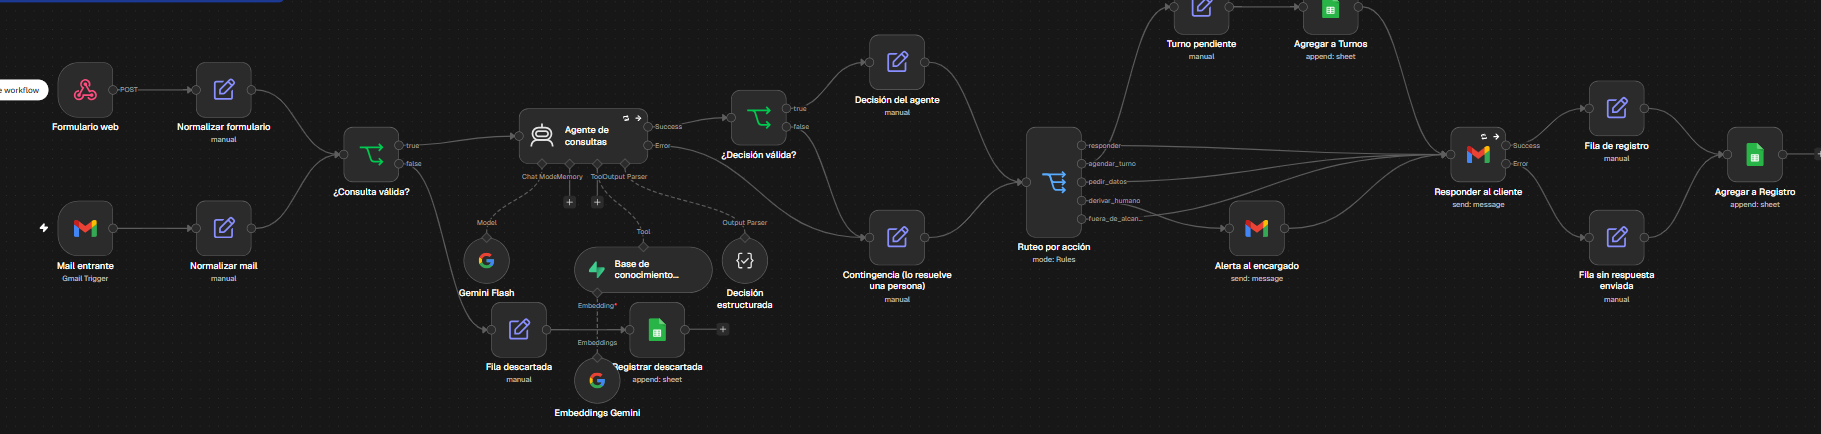 e workflow
POST
Formulario web
Normalizar formulario
manual
Mail entrante
Gmail Trigger
Normalizar mail
manual
true
false
¿Consulta válida?
Agente de
consultas
Success
Error
Chat Mode
Memory
Tool
Output Parser
Model
Gemini Flash
Tool
Base de
conocimiento...
Output Parser
Decisión
estructurada
Embedding*
Embeddings
Embeddings Gemini
Fila descartada
manual
Registrar descartada
append: sheet
true
false
¿Decisión válida?
Decisión del agente
manual
Contingencia (lo resuelve
una persona)
manual
responder
agendar_turno
pedir_datos
derivar_humano
fuera_de_alcan...
Ruteo por acción
mode: Rules
Turno pendiente
manual
Agregar a Turnos
append: sheet
Alerta al encargado
send: message
Success
Error
Responder al cliente
send: message
Fila de registro
manual
Fila sin respuesta
enviada
manual
Agregar a Registro
append: sheet